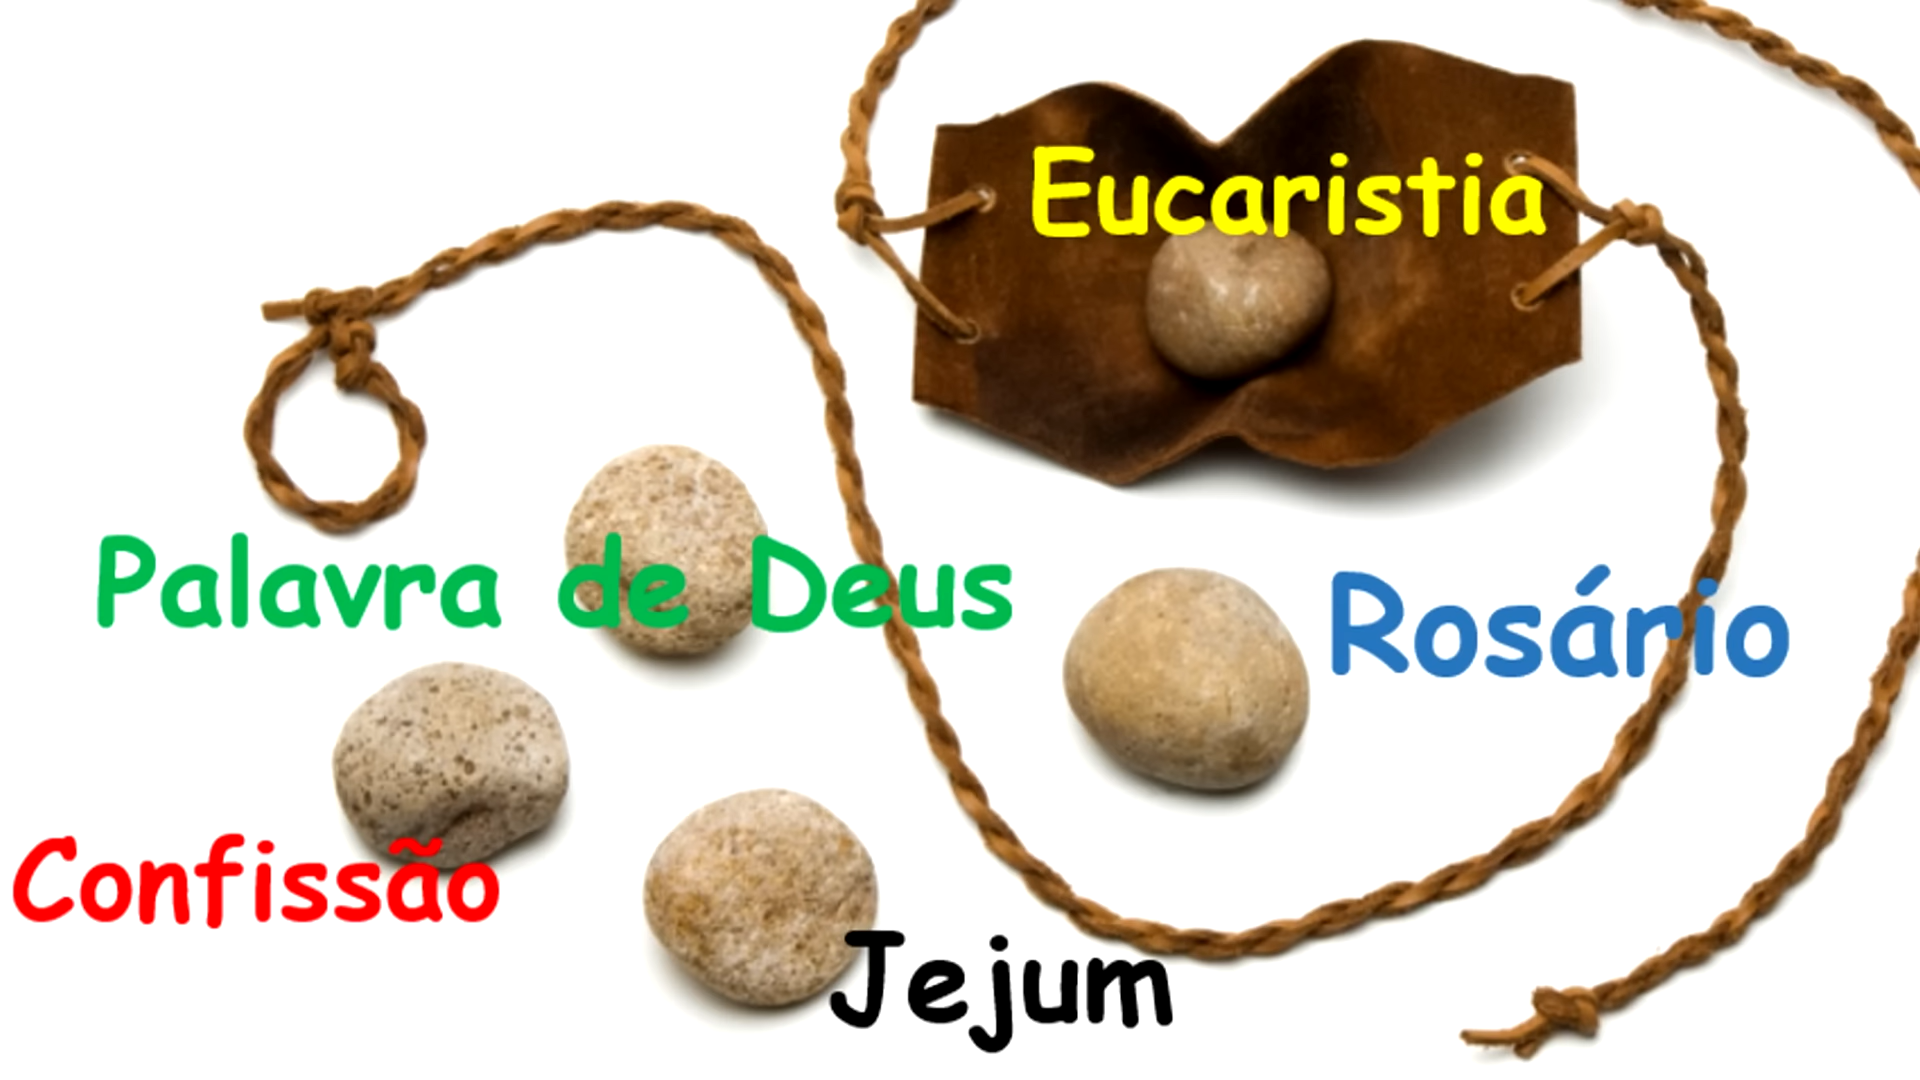 Eucaristia
Palavra de Deus
Rosário
Confissão
Jejum